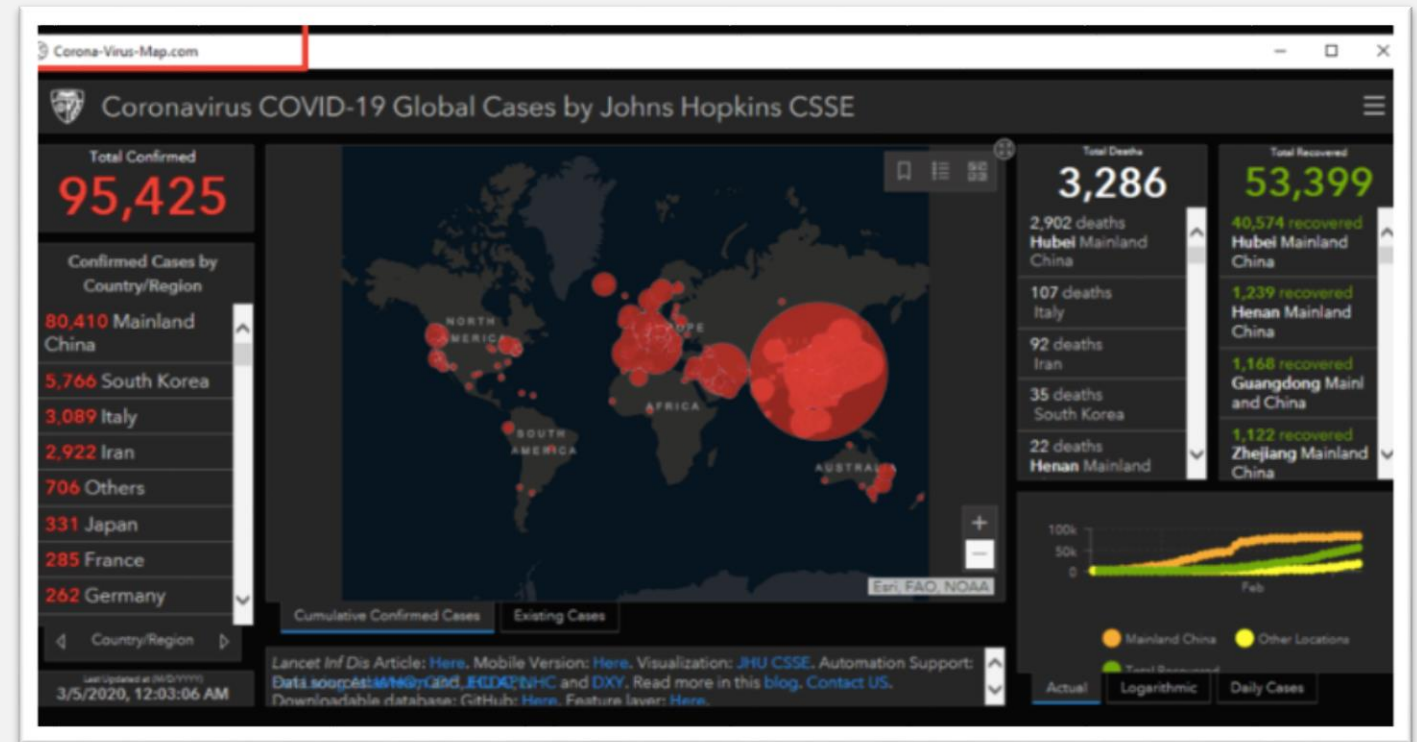 Corona-Virus-Map.com
Coronavirus COVID-19 Global Cases by Johns Hopkins CSSE
Total Confirmed
95,425
Confirmed Cases by
Country/Region
80,410 Mainland
China
5,766 South Korea
3,089 Italy
2,922 Iran
706 Others
331 Japan
285 France
262 Germany
Country/Region
Last Updated at (M/D/YYYY)
3/5/2020, 12:03:06 AM
NORTH
AMERICA
SOUTH
AMERICA
AFRICA
AUSTRALIA
Esri, FAO, NOAA
Cumulative Confirmed Cases
Existing Cases
Lancet Inf Dis Article: Here. Mobile Version: Here. Visualization: JHU CSSE. Automation Support:
Data sources: and DXY. Read more in this blog. Contact US.
Downloadable database: GitHub: Here. Feature layer: Here.
Total Deaths
3,286
2,902 deaths
Hubei Mainland
China
107 deaths
Italy
92 deaths
Iran
35 deaths
South Korea
22 deaths
Henan Mainland
Total Recovered
53,399
40,574 recovered
Hubei Mainland
China
1,239 recovered
Henan Mainland
China
1,168 recovered
Guangdong Mainl
and China
1,122 recovered
Zhejiang Mainland
China
100k
50k
0
Feb
Mainland China
Other Locations
Total Recovered
Actual
Logarithmic
Daily Cases